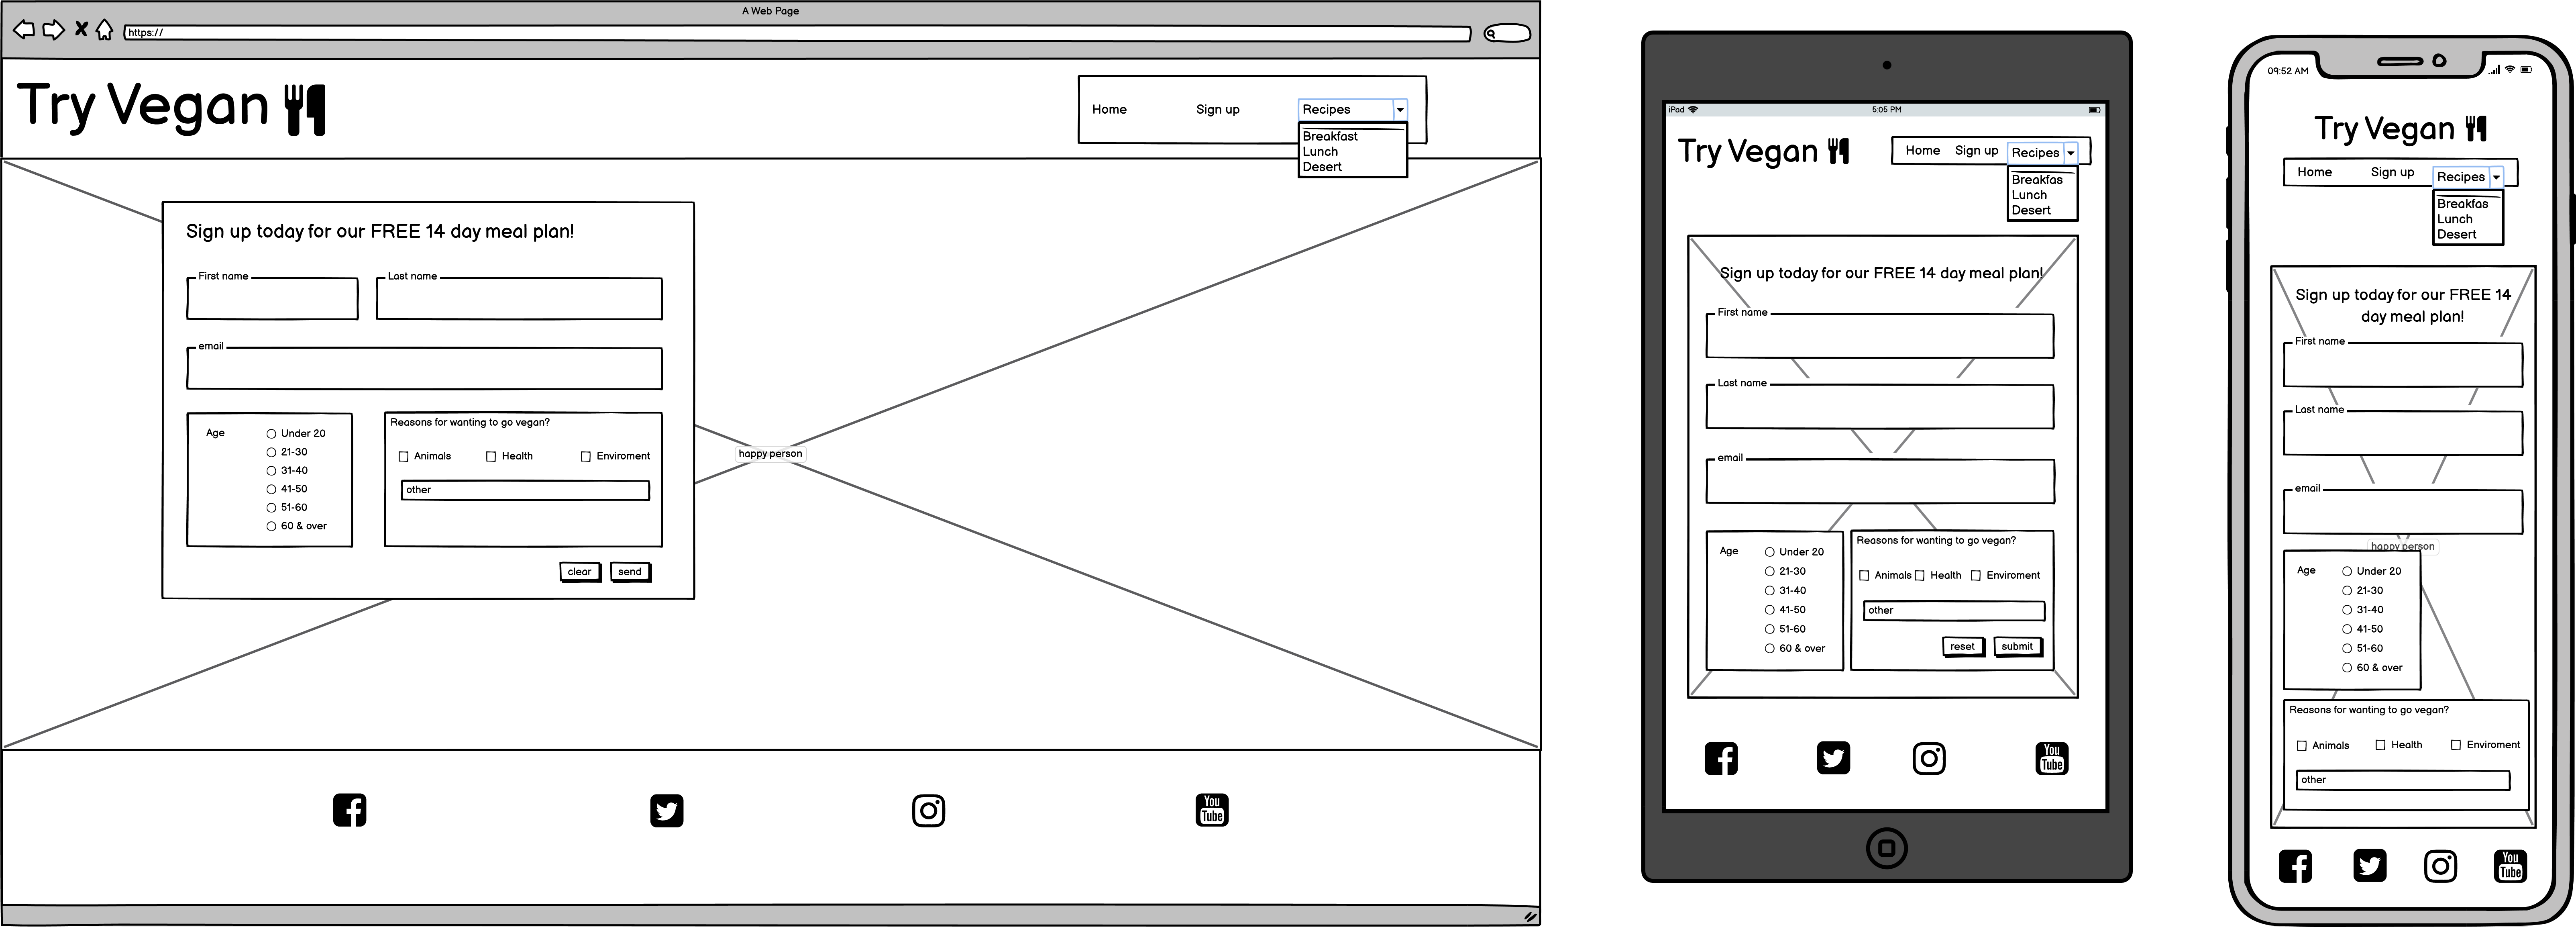 A Web Page
https://
Try Vegan
Home Sign up Recipes
Breakfast
Lunch
Desert
Sign up today for our FREE 14 day meal plan!
First name Last name
email
Age
Under 20
21-30
31-40
41-50
51-60
60 & over
Reasons for wanting to go vegan?
Animals Health Enviroment
other
clear send
happy person
You
Tube
iPad 5:05 PM
Try Vegan
Home Sign up Recipes
Breakfas
Lunch
Desert
Sign up today for our FREE 14 day meal plan!
First name
Last name
email
Age
Under 20
21-30
31-40
41-50
51-60
60 & over
Reasons for wanting to go vegan?
Animals Health Enviroment
other
reset submit
You
Tube
09:52 AM
Try Vegan
Home Sign up Recipes
Breakfas
Lunch
Desert
Sign up today for our FREE 14
day meal plan!
First name
Last name
email
happy person
Age
Under 20
21-30
31-40
41-50
51-60
60 & over
Reasons for wanting to go vegan?
Animals Health Enviroment
other
You
Tube